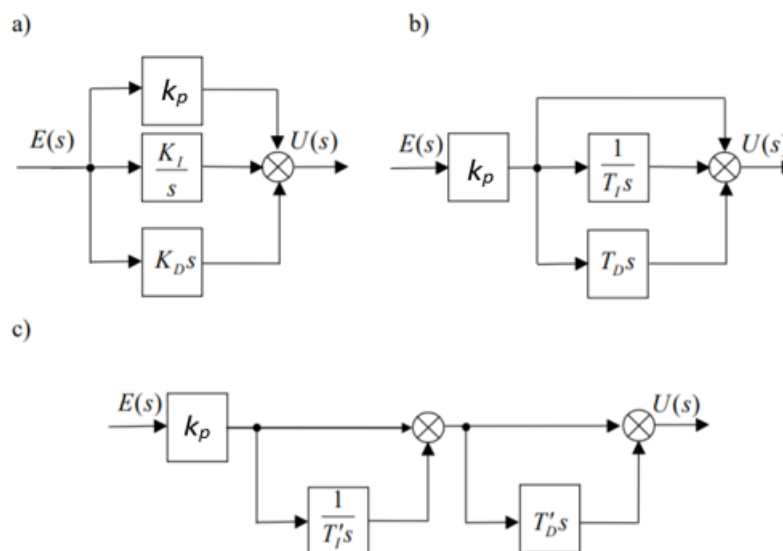 a)
k_p
E(s)
K_I
s
U(s)
K_D s
b)
E(s)
k_p
1
T_I s
U(s)
T_D s
c)
E(s)
k_p
U(s)
1
T'_I s
T'_D s